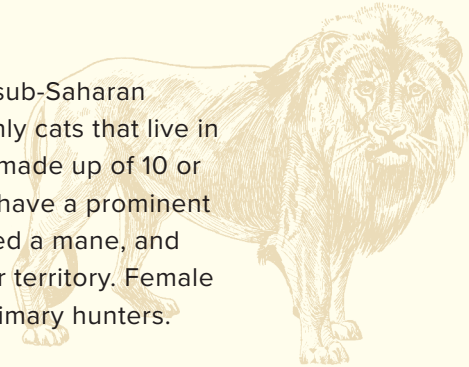 sub-Saharan
nly cats that live in
made up of 10 or
have a prominent
ed a mane, and
r territory. Female
imary hunters.